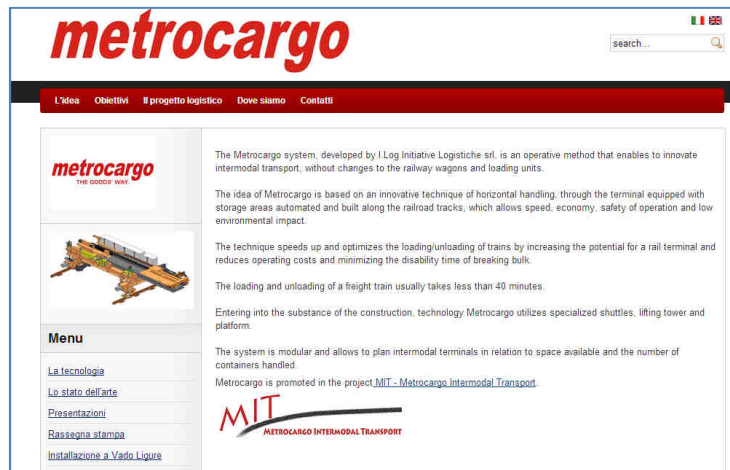 metrocargo
search...
L'idea Obiettivi Il progetto logistico Dove siamo Contatti
metrocargo
THE GOODS' WAY.
The Metrocargo system, developed by I.Log Initiative Logistiche srl, is an operative method that enables to innovate
intermodal transport, without changes to the railway wagons and loading units.
The idea of Metrocargo is based on an innovative technique of horizontal handling, through the terminal equipped with
storage areas automated and built along the railroad tracks, which allows speed, economy, safety of operation and low
environmental impact.
The technique speeds up and optimizes the loading/unloading of trains by increasing the potential for a rail terminal and
reduces operating costs and minimizing the disability time of breaking bulk.
The loading and unloading of a freight train usually takes less than 40 minutes.
Entering into the substance of the construction, technology Metrocargo utilizes specialized shuttles, lifting tower and
platform.
The system is modular and allows to plan intermodal terminals in relation to space available and the number of
containers handled.
Metrocargo is promoted in the project MIT - Metrocargo Intermodal Transport.
MIT
METROCARGO INTERMODAL TRANSPORT
Menu
La tecnologia
Lo stato dell'arte
Presentazioni
Rassegna stampa
Installazione a Vado Ligure